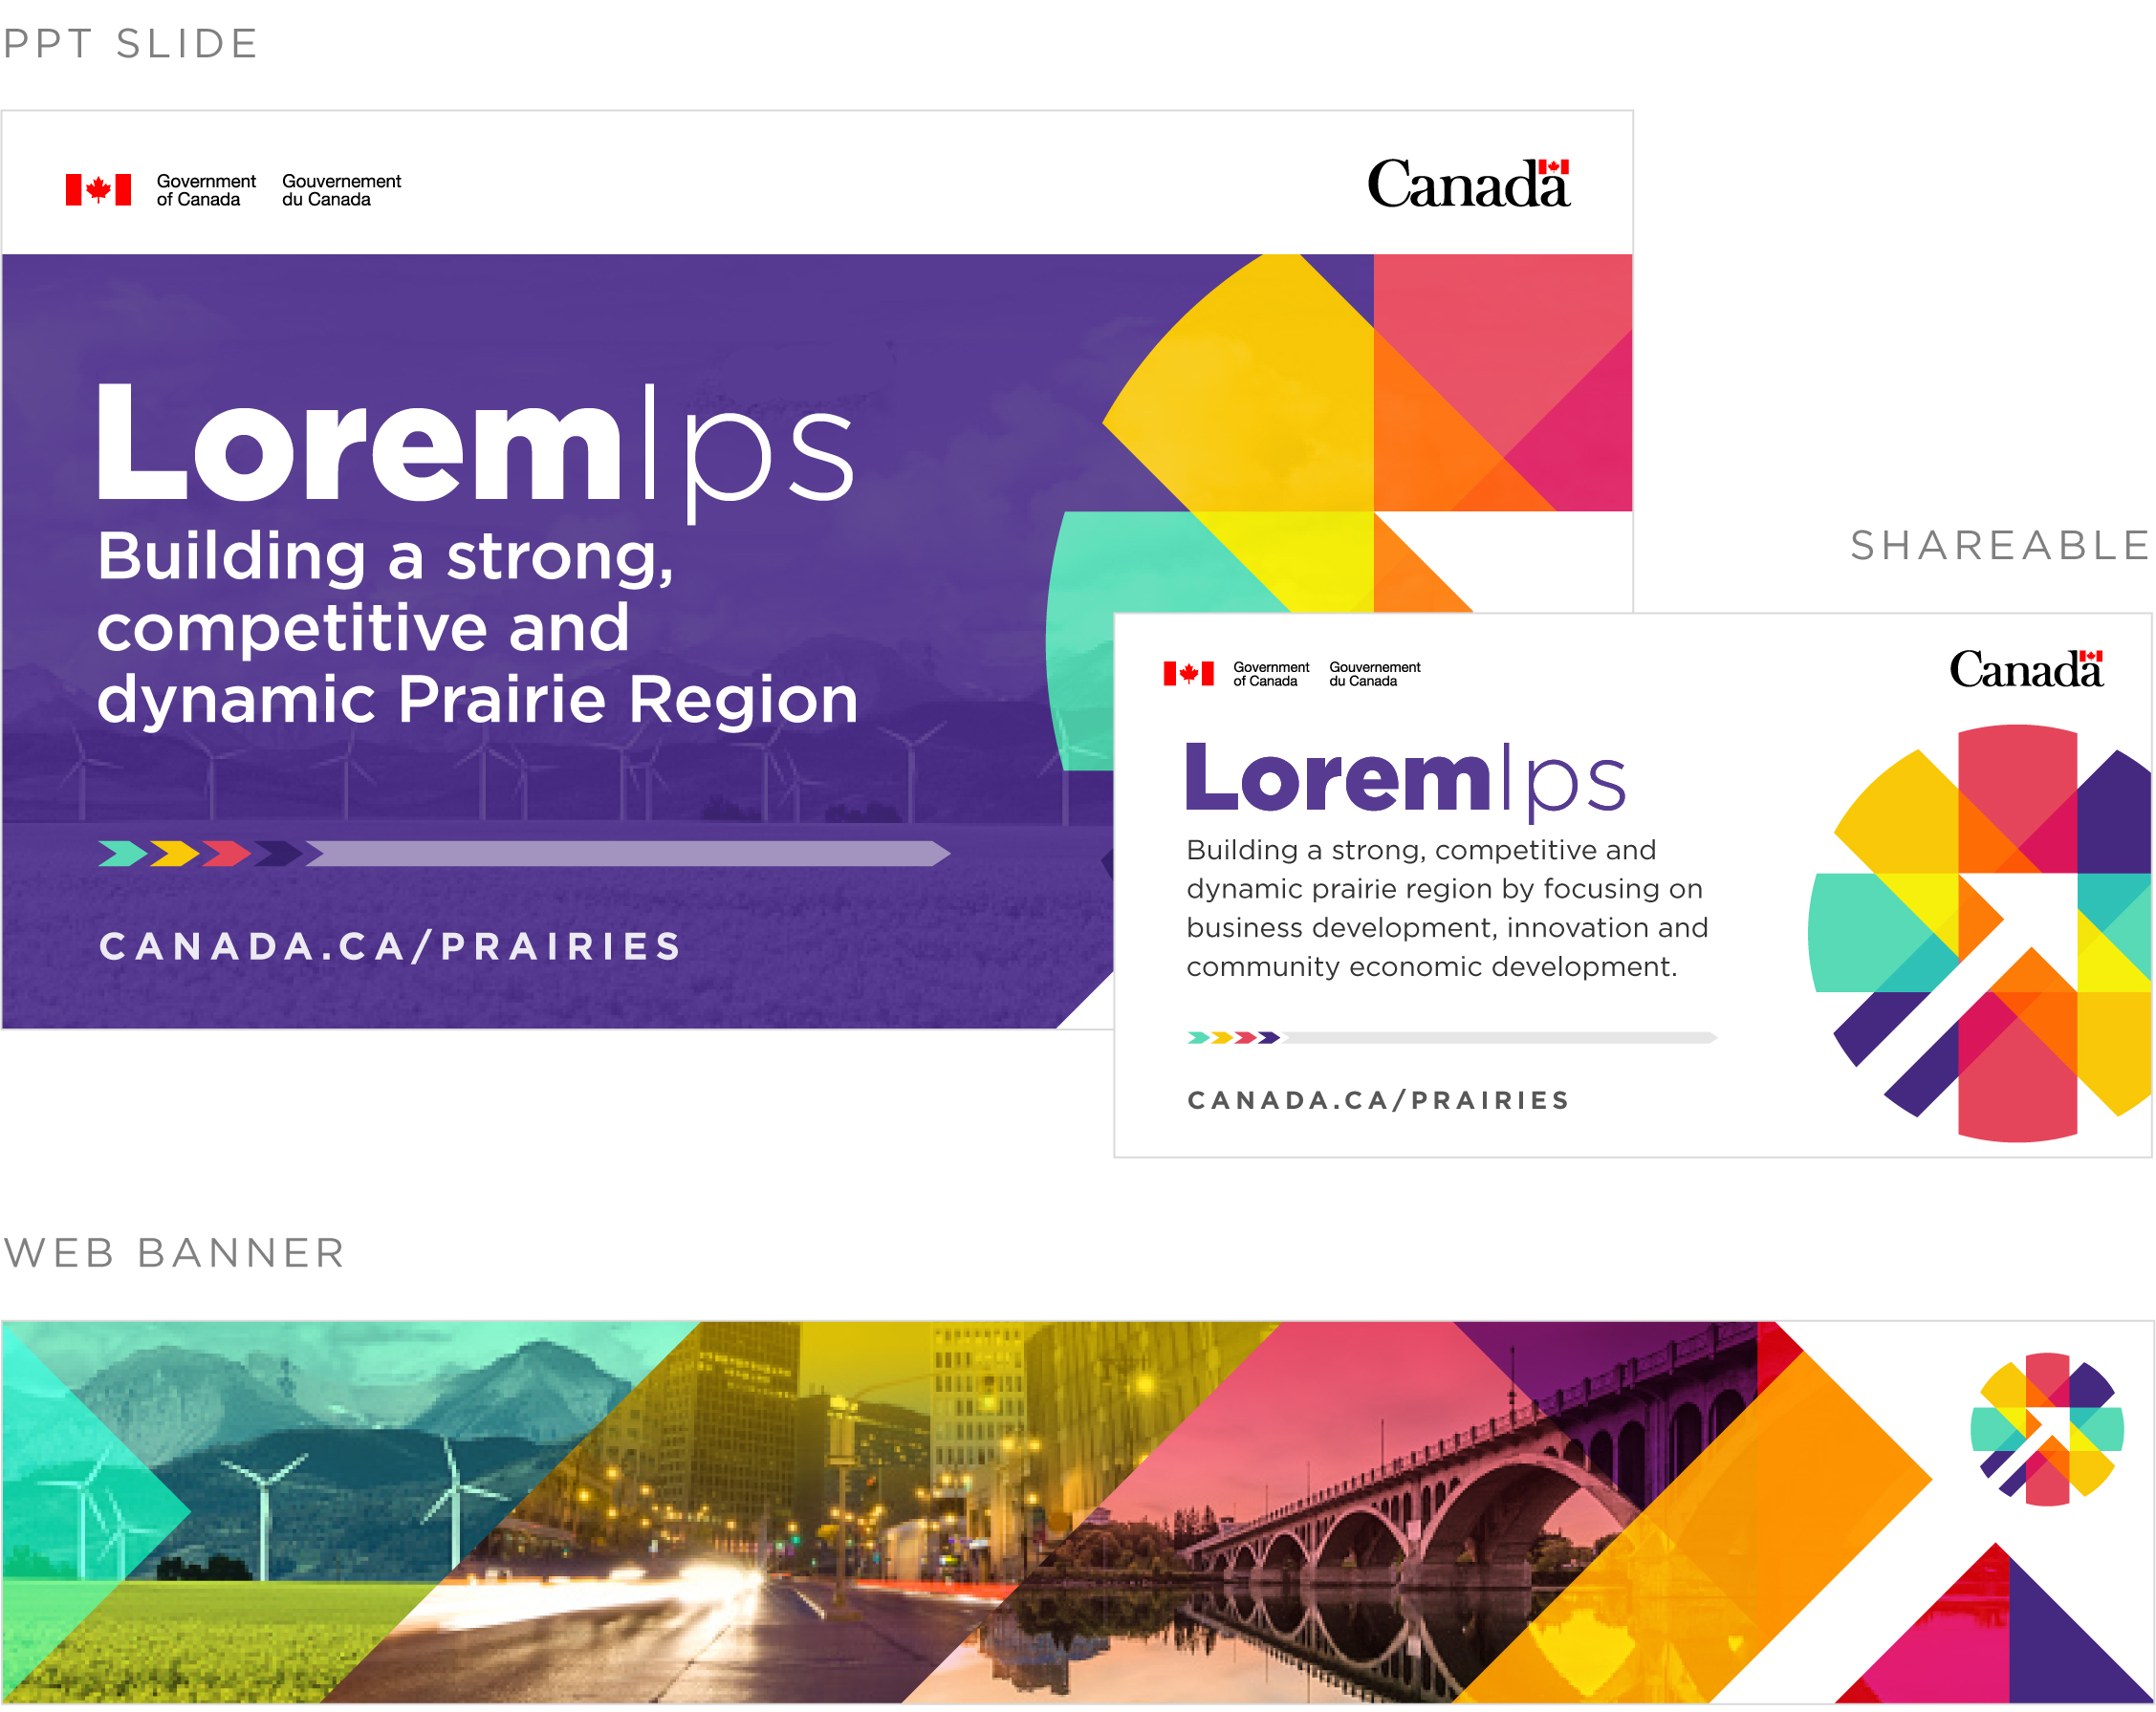 PPT SLIDE
Government of Canada
Gouvernement du Canada
Canada
LoremIps
Building a strong,
competitive and
dynamic Prairie Region
CANADA.CA/PRAIRIES
SHAREABLE
Government of Canada
Gouvernement du Canada
Canada
LoremIps
Building a strong, competitive and
dynamic prairie region by focusing on
business development, innovation and
community economic development.
CANADA.CA/PRAIRIES
WEB BANNER